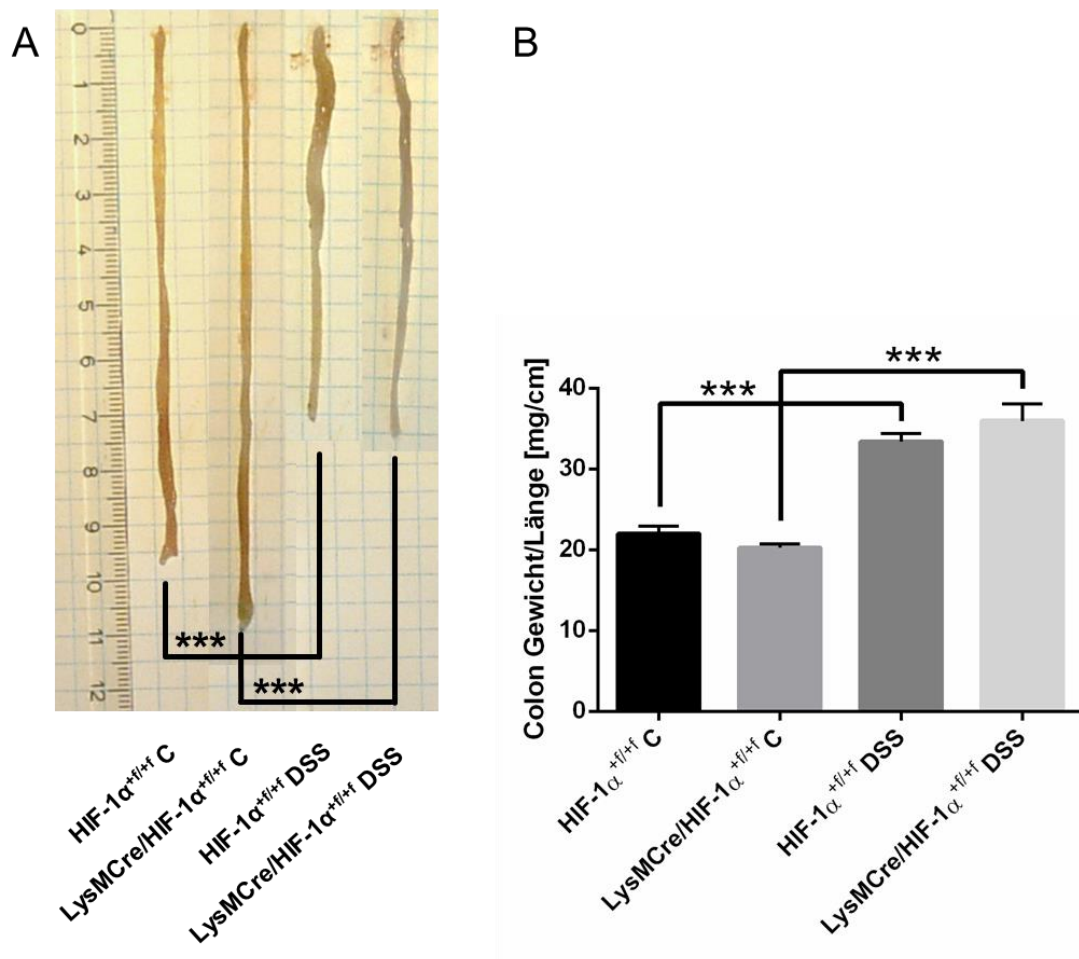 A
0
1
2
3
4
5
6
7
8
9
10
11
12
***
***
HIF-1α+f/+f C
LysMCre/HIF-1α+f/+f C
HIF-1α+f/+f DSS
LysMCre/HIF-1α+f/+f DSS
B
Colon Gewicht/Länge [mg/cm]
40
30
20
10
0
***
***
HIF-1α+f/+f C
LysMCre/HIF-1α+f/+f C
HIF-1α+f/+f DSS
LysMCre/HIF-1α+f/+f DSS